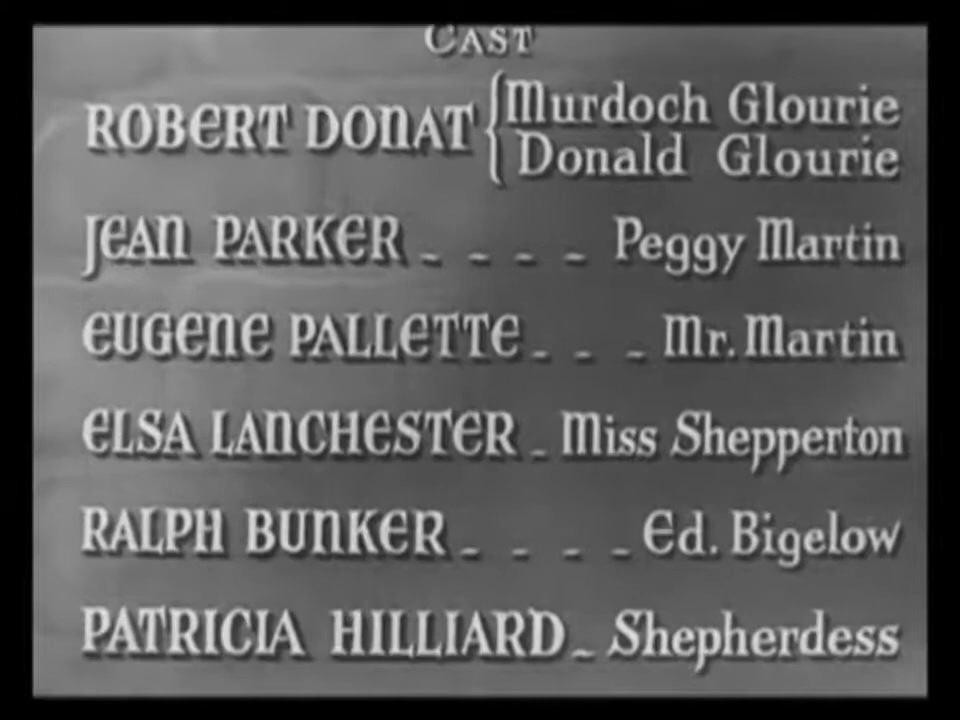 CAST
ROBERT DONAT { Murdoch Glourie
Donald Glourie
JEAN PARKER _ _ _ _ Peggy Martin
EUGENE PALLETTE _ _ _ Mr. Martin
ELSA LANCHESTER _ Miss Shepperton
RALPH BUNKER _ _ _ _ Ed. Bigelow
PATRICIA HILLIARD _ Shepherdess